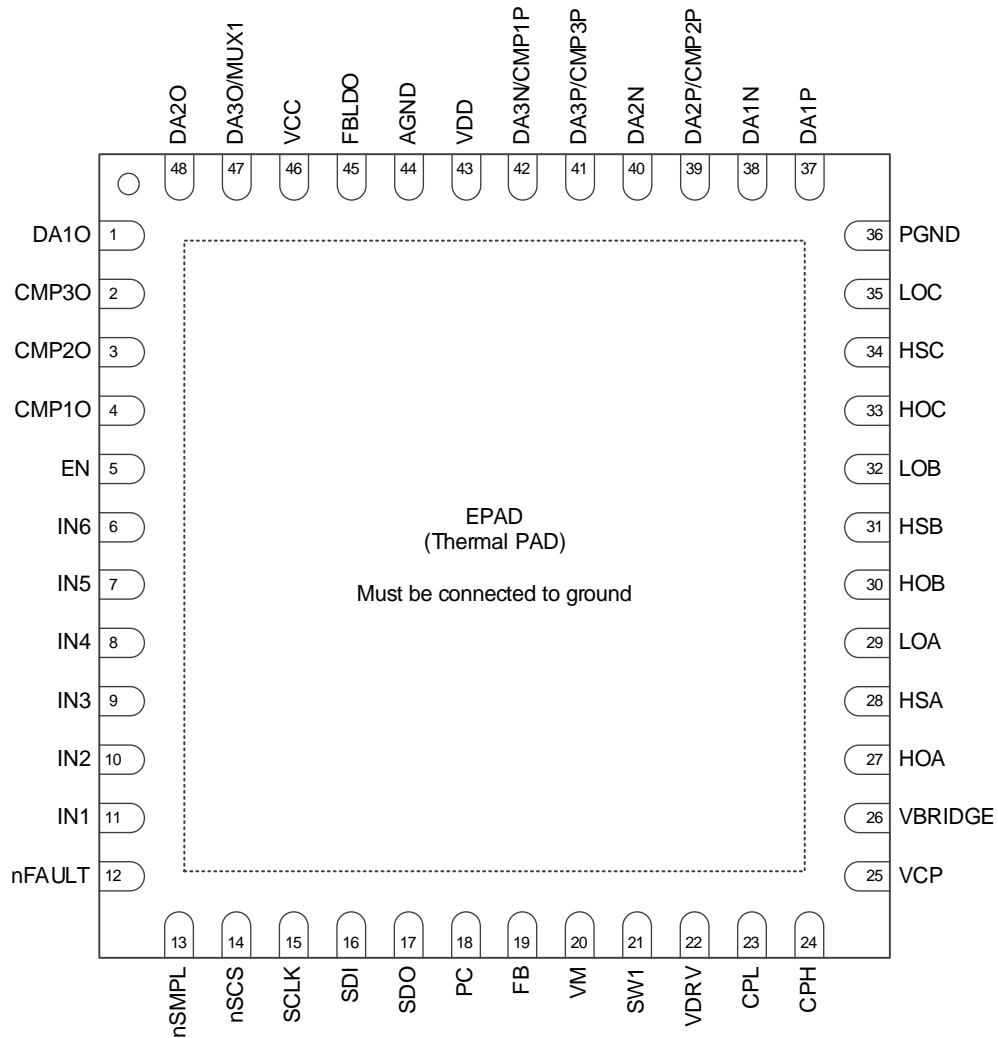 DA2O
DA3O/MUX1
VCC
FBLDO
AGND
VDD
DA3N/CMP1P
DA3P/CMP3P
DA2N
DA2P/CMP2P
DA1N
DA1P
48
47
46
45
44
43
42
41
40
39
38
37
DA1O 1
CMP3O 2
CMP2O 3
CMP1O 4
EN 5
IN6 6
IN5 7
IN4 8
IN3 9
IN2 10
IN1 11
nFAULT 12
EPAD
(Thermal PAD)
Must be connected to ground
36 PGND
35 LOC
34 HSC
33 HOC
32 LOB
31 HSB
30 HOB
29 LOA
28 HSA
27 HOA
26 VBRIDGE
25 VCP
13
14
15
16
17
18
19
20
21
22
23
24
nSMPL
nSCS
SCLK
SDI
SDO
PC
FB
VM
SW1
VDRV
CPL
CPH